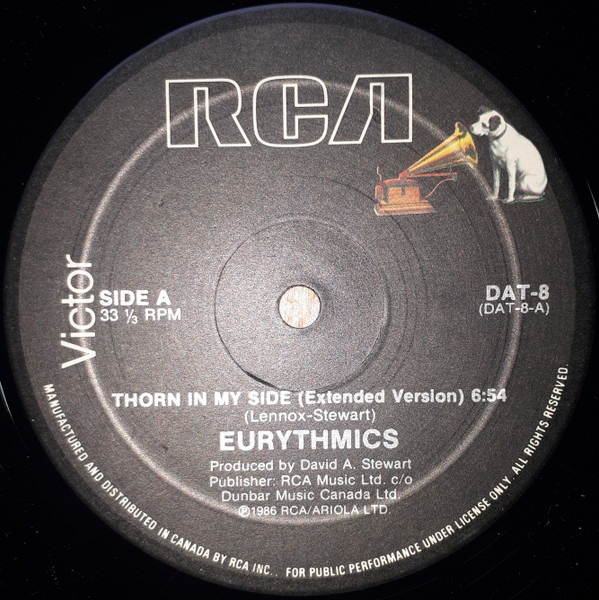 RCA
Victor
SIDE A
33 ⅓ RPM
DAT-8
(DAT-8-A)
THORN IN MY SIDE (Extended Version) 6:54
(Lennox-Stewart)
EURYTHMICS
Produced by David A. Stewart
Publisher: RCA Music Ltd. c/o
Dunbar Music Canada Ltd.
℗1986 RCA/ARIOLA LTD.
MANUFACTURED AND DISTRIBUTED IN CANADA BY RCA INC.. FOR PUBLIC PERFORMANCE UNDER LICENSE ONLY. ALL RIGHTS RESERVED.